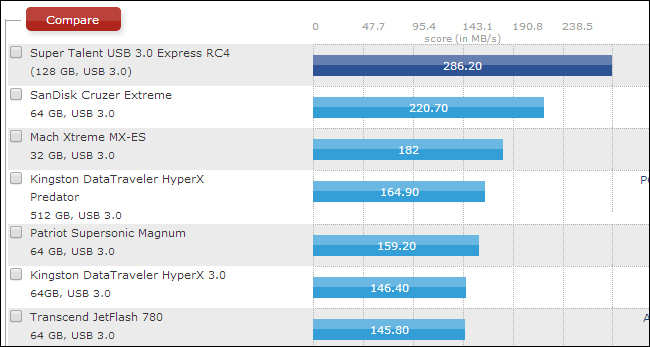 Compare
0 47.7 95.4 143.1 190.8 238.5
score (in MB/s)
Super Talent USB 3.0 Express RC4
(128 GB, USB 3.0)
286.20
SanDisk Cruzer Extreme
64 GB, USB 3.0
220.70
Mach Xtreme MX-ES
32 GB, USB 3.0
182
Kingston DataTraveler HyperX
Predator
512 GB, USB 3.0
164.90
Patriot Supersonic Magnum
64 GB, USB 3.0
159.20
Kingston DataTraveler HyperX 3.0
64GB, USB 3.0
146.40
Transcend JetFlash 780
64 GB, USB 3.0
145.80